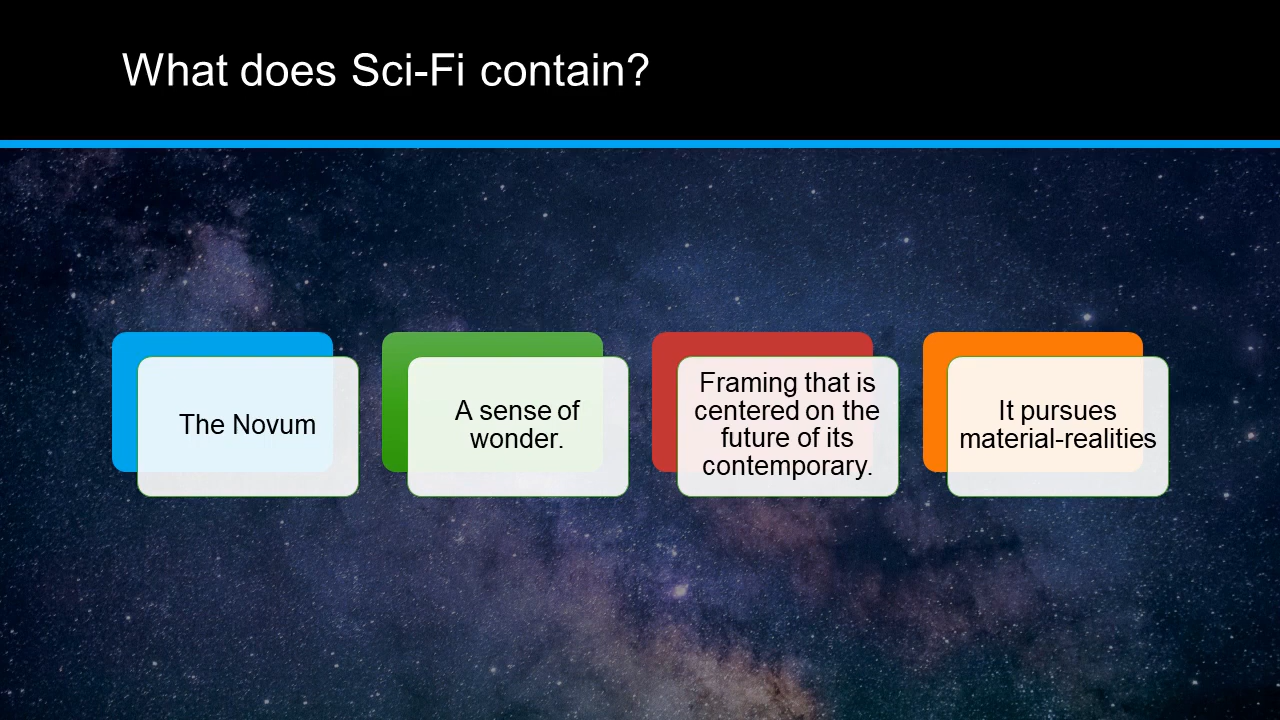 What does Sci-Fi contain?
The Novum
A sense of
wonder.
Framing that is
centered on the
future of its
contemporary.
It pursues
material-realities